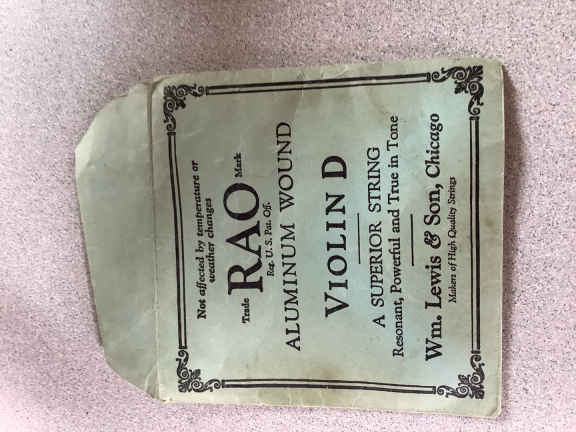 Not affected by temperature or
weather changes
Trade RAO Mark
Reg. U. S. Pat. Off.
ALUMINUM WOUND
VIOLIN D
A SUPERIOR STRING
Resonant, Powerful and True in Tone
Wm. Lewis & Son, Chicago
Makers of High Quality Strings